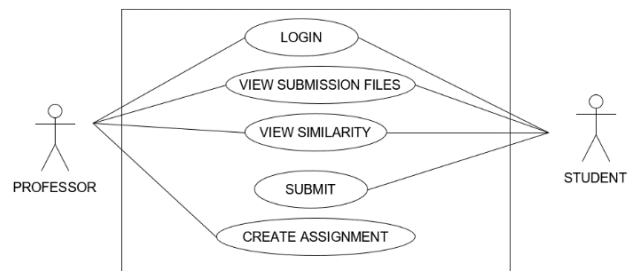 LOGIN
VIEW SUBMISSION FILES
VIEW SIMILARITY
PROFESSOR
STUDENT
SUBMIT
CREATE ASSIGNMENT